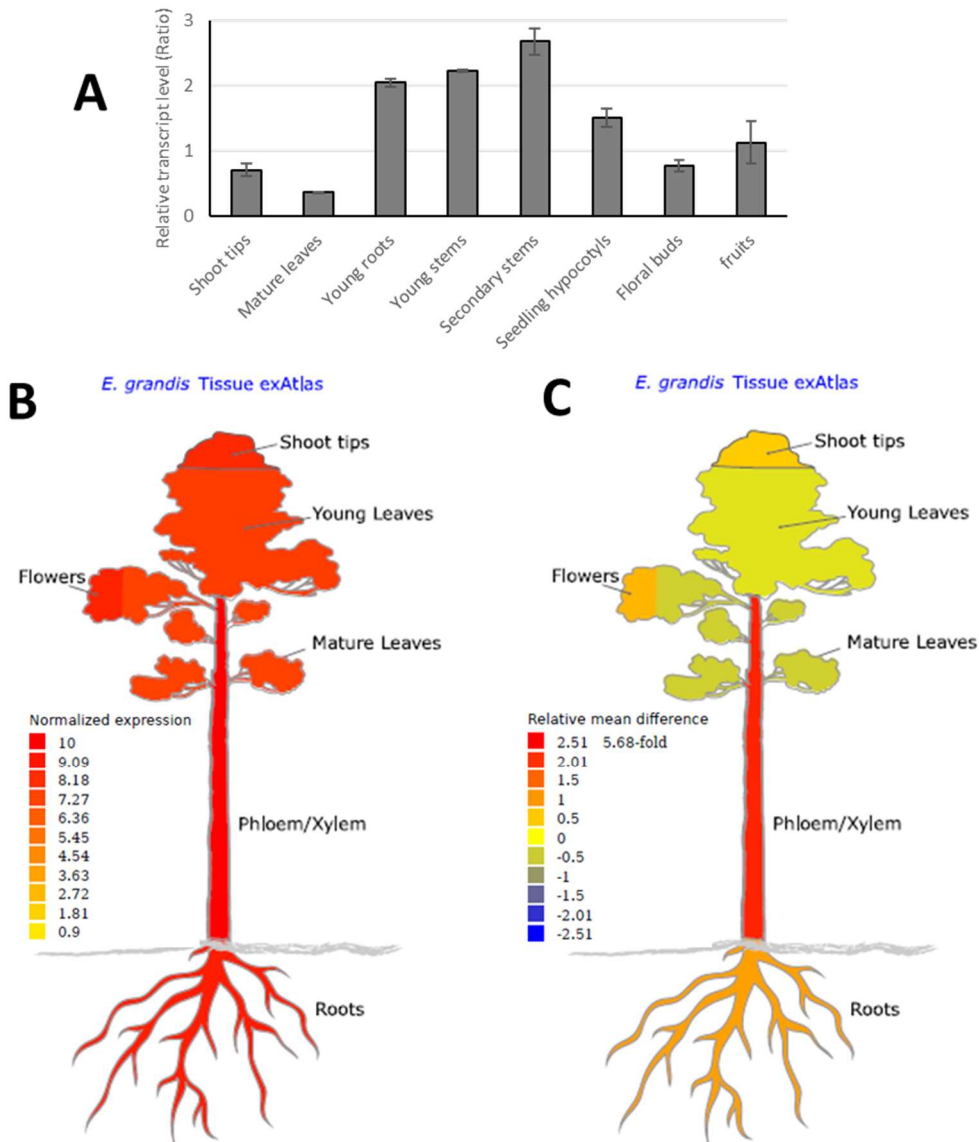 A
Relative transcript level (Ratio)
3
2
1
0
Shoot tips
Mature leaves
Young roots
Young stems
Secondary stems
Seedling hypocotyls
Floral buds
fruits
B
E. grandis Tissue exAtlas
Shoot tips
Young Leaves
Flowers
Mature Leaves
Normalized expression
10
9.09
8.18
7.27
6.36
5.45
4.54
3.63
2.72
1.81
0.9
Phloem/Xylem
Roots
C
E. grandis Tissue exAtlas
Shoot tips
Young Leaves
Flowers
Mature Leaves
Relative mean difference
2.51 5.68-fold
2.01
1.5
1
0.5
0
-0.5
-1
-1.5
-2.01
-2.51
Phloem/Xylem
Roots